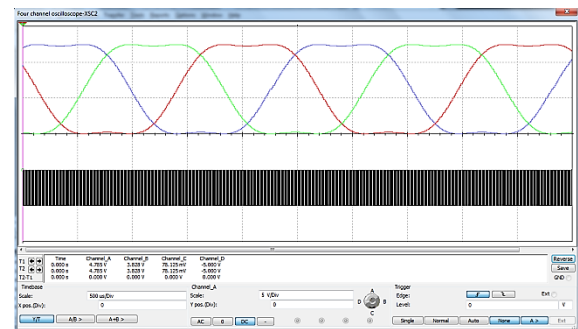 Four channel oscilloscope-XSC2
Time Channel_A Channel_B Channel_C Channel_D
T1 0.000 s 4.785 V 3.828 V 78.125 mV -5.000 V
T2 0.000 s 4.785 V 3.828 V 78.125 mV -5.000 V
T2-T1 0.000 s 0.000 V 0.000 V 0.000 V 0.000 V
Reverse
Save
GND
Timebase Channel_A Trigger
Scale: 500 us/Div Scale: 5 V/Div Edge: Ext
X pos.(Div): 0 Y pos.(Div): 0 Level: V
A
D B
C
Y/T A/B > A+B > AC 0 DC - Single Normal Auto None A > Ext